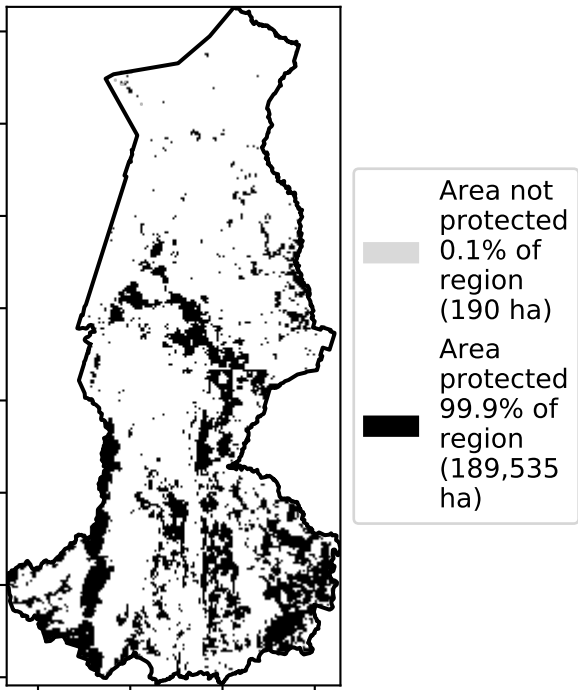 Area not
protected
0.1% of
region
(190 ha)
Area
protected
99.9% of
region
(189,535
ha)